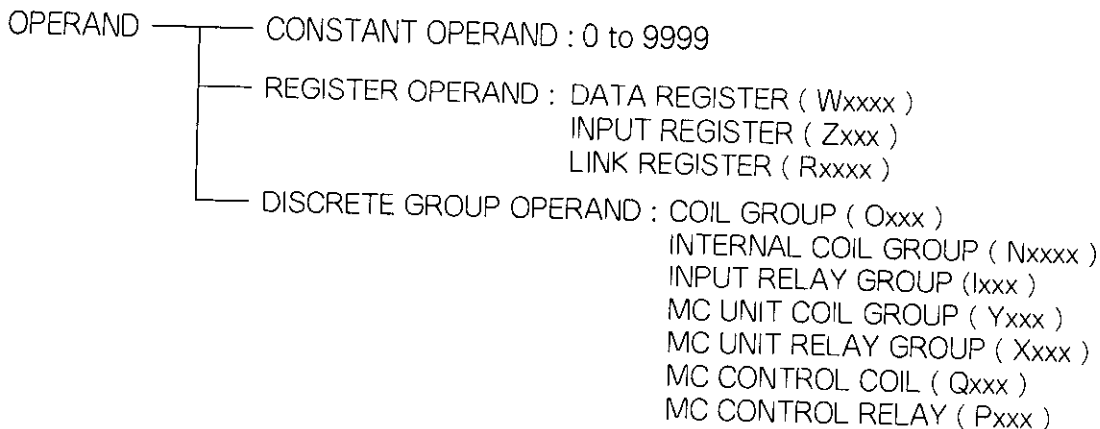 OPERAND CONSTANT OPERAND : 0 to 9999
REGISTER OPERAND : DATA REGISTER ( Wxxxx )
INPUT REGISTER ( Zxxx )
LINK REGISTER ( Rxxxx )
DISCRETE GROUP OPERAND : COIL GROUP ( Oxxx )
INTERNAL COIL GROUP ( Nxxxx )
INPUT RELAY GROUP (Ixxx )
MC UNIT COIL GROUP ( Yxxx )
MC UNIT RELAY GROUP ( Xxxx )
MC CONTROL COIL ( Qxxx )
MC CONTROL RELAY ( Pxxx )